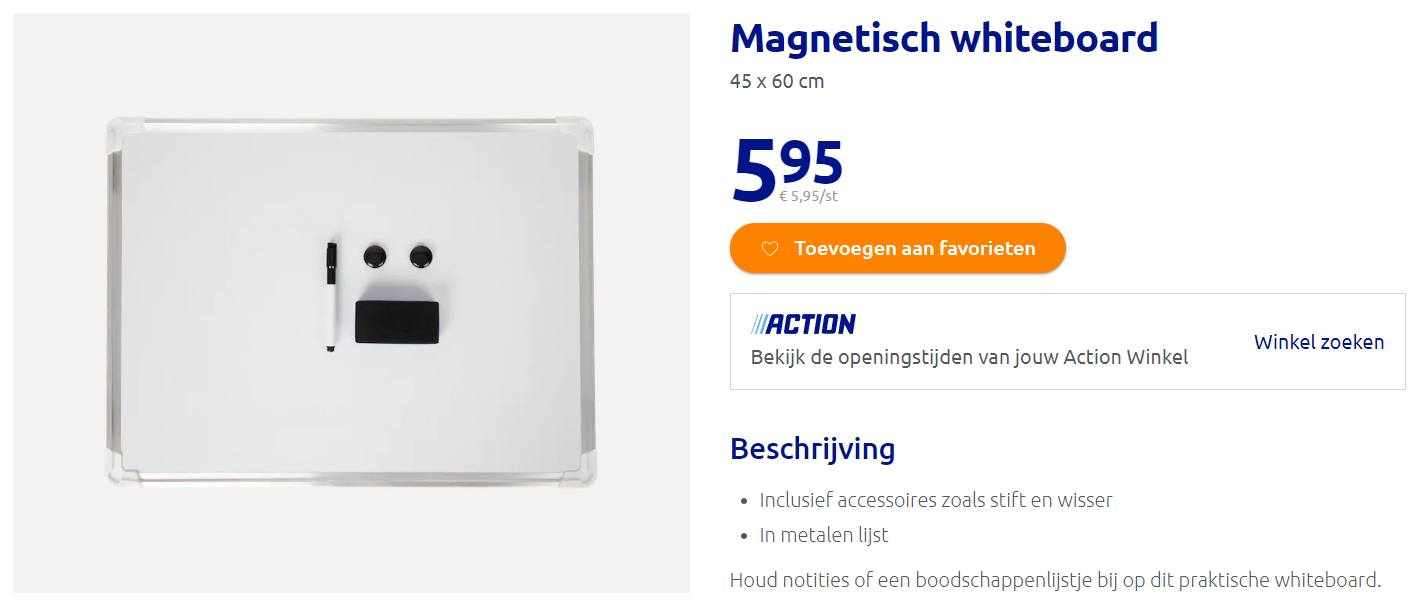 Magnetisch whiteboard
45 x 60 cm
595
€ 5,95/st
Toevoegen aan favorieten
ACTION
Bekijk de openingstijden van jouw Action Winkel
Winkel zoeken
Beschrijving
• Inclusief accessoires zoals stift en wisser
• In metalen lijst
Houd notities of een boodschappenlijstje bij op dit praktische whiteboard.